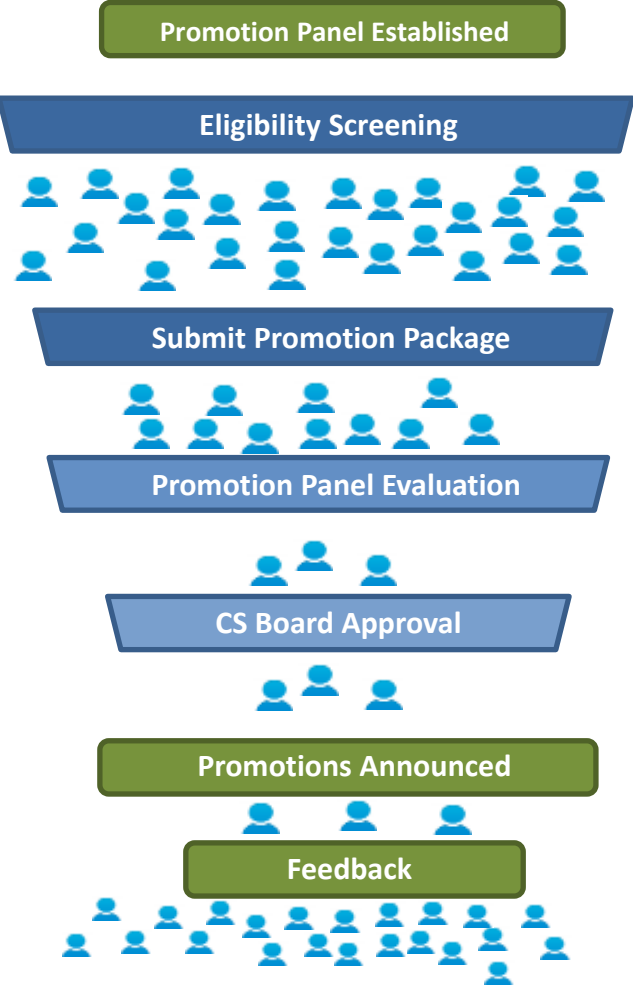 Promotion Panel Established
Eligibility Screening
Submit Promotion Package
Promotion Panel Evaluation
CS Board Approval
Promotions Announced
Feedback